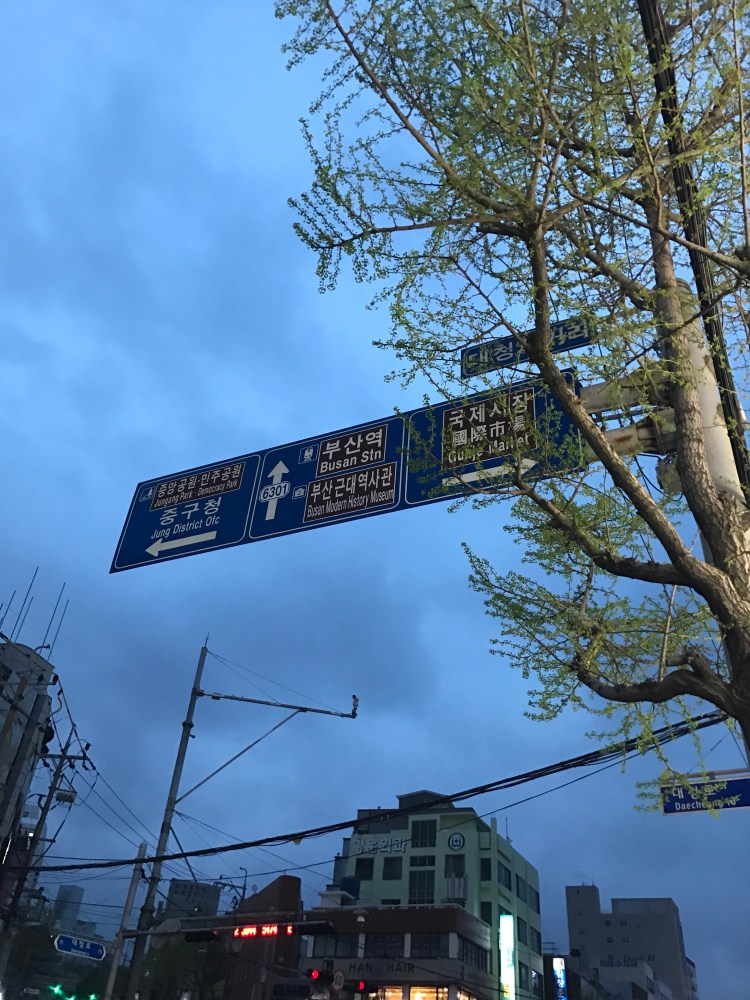 중앙공원·민주공원
Jungang Park · Democracy Park
중구청
Jung District Ofc
6301
부산역
Busan Stn
부산근대역사관
Busan Modern History Museum
국제시장
國際市場
Gukje Market
HAIR
대청로